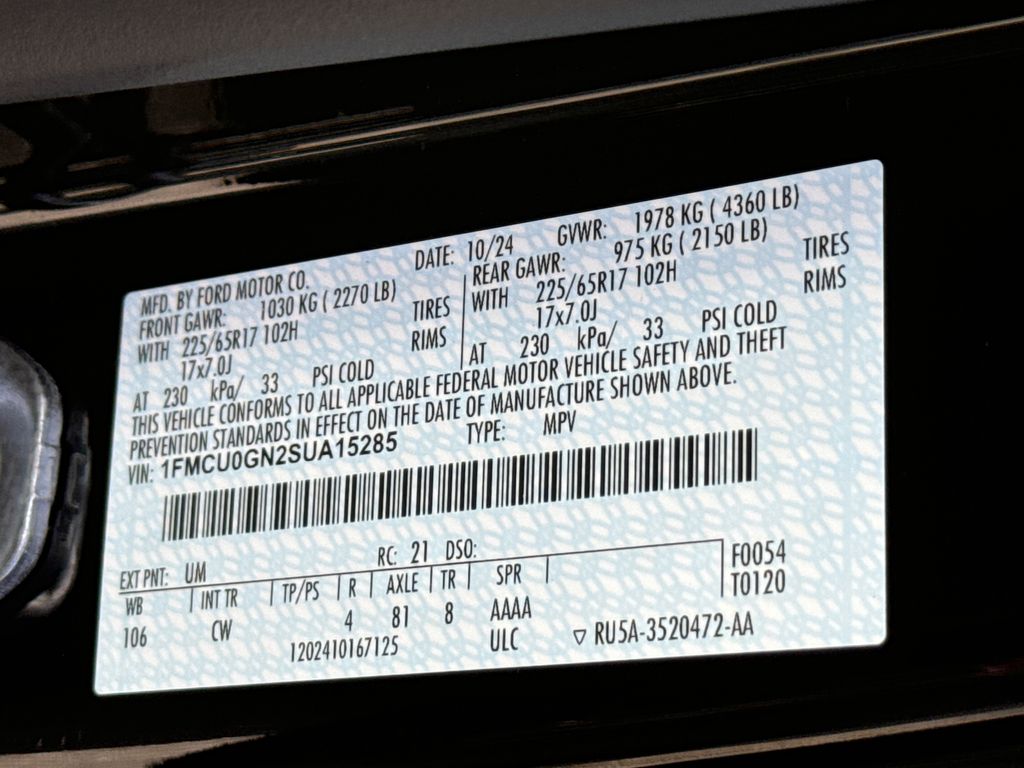 MFD. BY FORD MOTOR CO. DATE: 10/24 GVWR: 1978 KG ( 4360 LB)
FRONT GAWR: 1030 KG ( 2270 LB) REAR GAWR: 975 KG ( 2150 LB)
WITH 225/65R17 102H TIRES WITH 225/65R17 102H TIRES
17x7.0J RIMS 17x7.0J RIMS
AT 230 kPa/ 33 PSI COLD AT 230 kPa/ 33 PSI COLD
THIS VEHICLE CONFORMS TO ALL APPLICABLE FEDERAL MOTOR VEHICLE SAFETY AND THEFT
PREVENTION STANDARDS IN EFFECT ON THE DATE OF MANUFACTURE SHOWN ABOVE.
VIN: 1FMCU0GN2SUA15285 TYPE: MPV
EXT PNT: UM RC: 21 DSO: F0054
WB INT TR TP/PS R AXLE TR SPR T0120
106 CW 4 81 8 AAAA
1202410167125 ULC ▽ RU5A-3520472-AA